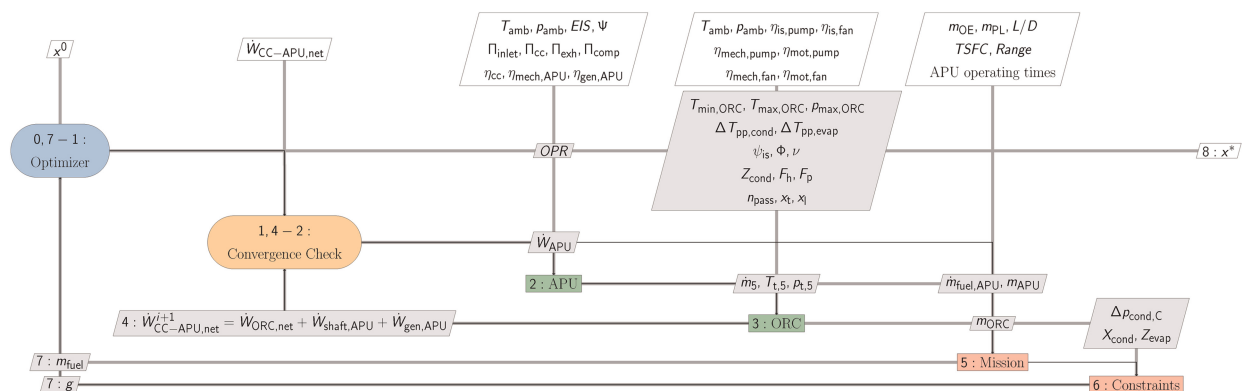 x⁰
Ẇ_CC−APU,net
T_amb, p_amb, EIS, Ψ
Π_inlet, Π_cc, Π_exh, Π_comp
η_cc, η_mech,APU, η_gen,APU
T_amb, p_amb, η_is,pump, η_is,fan
η_mech,pump, η_mot,pump
η_mech,fan, η_mot,fan
m_OE, m_PL, L/D
TSFC, Range
APU operating times
0, 7 − 1 :
Optimizer
OPR
T_min,ORC, T_max,ORC, p_max,ORC
ΔT_pp,cond, ΔT_pp,evap
ψ_is, Φ, ν
Z_cond, F_h, F_p
n_pass, x_t, x_l
8 : x*
1, 4 − 2 :
Convergence Check
Ẇ_APU
2 : APU
ṁ_5, T_t,5, p_t,5
ṁ_fuel,APU, m_APU
4 : Ẇ^{i+1}_CC−APU,net = Ẇ_ORC,net + Ẇ_shaft,APU + Ẇ_gen,APU
3 : ORC
m_ORC
Δp_cond,C
X_cond, Z_evap
7 : m_fuel
5 : Mission
7 : g
6 : Constraints